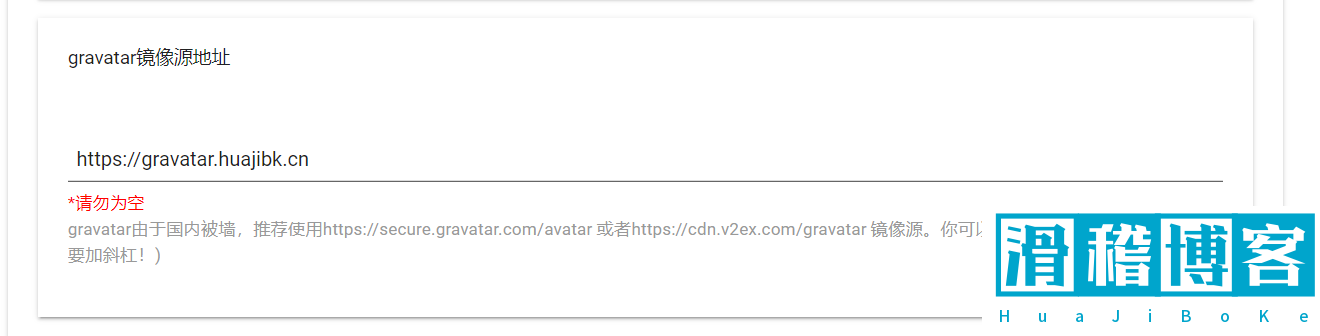 gravatar镜像源地址
https://gravatar.huajibk.cn
*请勿为空
gravatar由于国内被墙，推荐使用https://secure.gravatar.com/avatar 或者https://cdn.v2ex.com/gravatar 镜像源。你可以
要加斜杠！)
滑稽博客
HuaJiBoKe